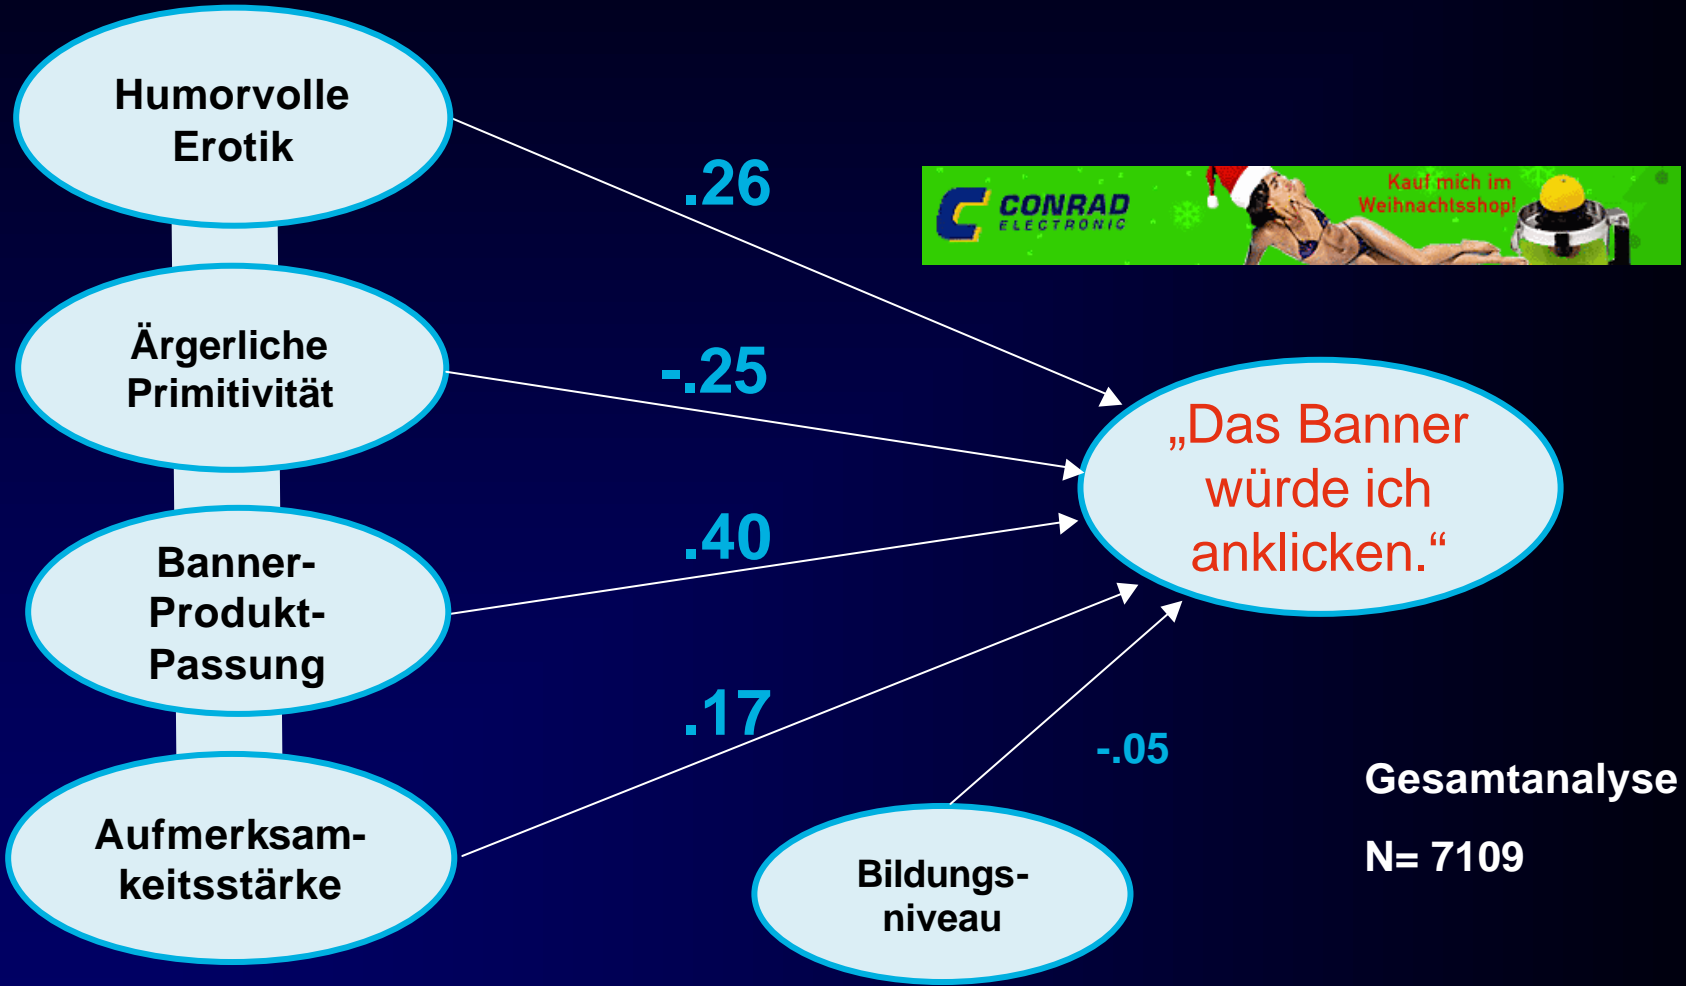 Humorvolle
Erotik
.26
CONRAD
ELECTRONIC
Kauf mich im
Weihnachtsshop!
Ärgerliche
Primitivität
-.25
„Das Banner
würde ich
anklicken.“
Banner-
Produkt-
Passung
.40
.17
-.05
Aufmerksam-
keitsstärke
Bildungs-
niveau
Gesamtanalyse
N= 7109